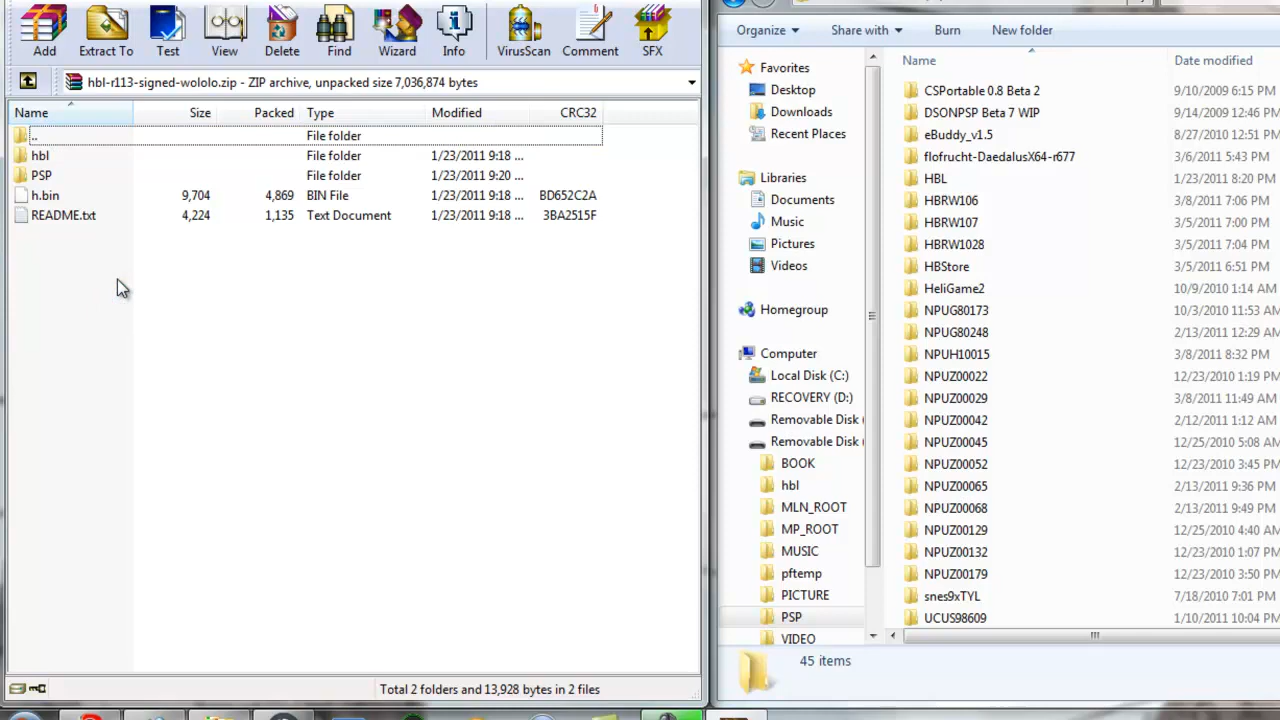 Add Extract To Test View Delete Find Wizard Info VirusScan Comment SFX
hbl-r113-signed-wololo.zip - ZIP archive, unpacked size 7,036,874 bytes
Name Size Packed Type Modified CRC32
.. File folder
hbl File folder 1/23/2011 9:18 ...
PSP File folder 1/23/2011 9:20 ...
h.bin 9,704 4,869 BIN File 1/23/2011 9:18 ... BD652C2A
README.txt 4,224 1,135 Text Document 1/23/2011 9:18 ... 3BA2515F
Total 2 folders and 13,928 bytes in 2 files
Organize Share with Burn New folder
Favorites
Desktop
Downloads
Recent Places
Libraries
Documents
Music
Pictures
Videos
Homegroup
Computer
Local Disk (C:)
RECOVERY (D:)
Removable Disk (
Removable Disk (
BOOK
hbl
MLN_ROOT
MP_ROOT
MUSIC
pftemp
PICTURE
PSP
VIDEO
Name Date modified
CSPortable 0.8 Beta 2 9/10/2009 6:15 PM
DSONPSP Beta 7 WIP 9/14/2009 12:46 PM
eBuddy_v1.5 8/27/2010 12:51 PM
flofrucht-DaedalusX64-r677 3/6/2011 5:43 PM
HBL 1/23/2011 8:20 PM
HBRW106 3/8/2011 7:06 PM
HBRW107 3/5/2011 7:00 PM
HBRW1028 3/5/2011 7:04 PM
HBStore 3/5/2011 6:51 PM
HeliGame2 10/9/2010 1:14 AM
NPUG80173 10/3/2010 11:53 AM
NPUG80248 2/13/2011 12:29 AM
NPUH10015 3/8/2011 8:32 PM
NPUZ00022 12/23/2010 1:19 PM
NPUZ00029 3/8/2011 11:49 AM
NPUZ00042 2/12/2011 1:12 AM
NPUZ00045 12/25/2010 5:08 AM
NPUZ00052 12/23/2010 3:45 PM
NPUZ00065 2/13/2011 9:36 PM
NPUZ00068 2/13/2011 9:49 PM
NPUZ00129 12/25/2010 4:40 AM
NPUZ00132 12/23/2010 1:07 PM
NPUZ00179 12/23/2010 3:50 PM
snes9xTYL 7/18/2010 7:01 PM
UCUS98609 1/10/2011 10:04 PM
45 items